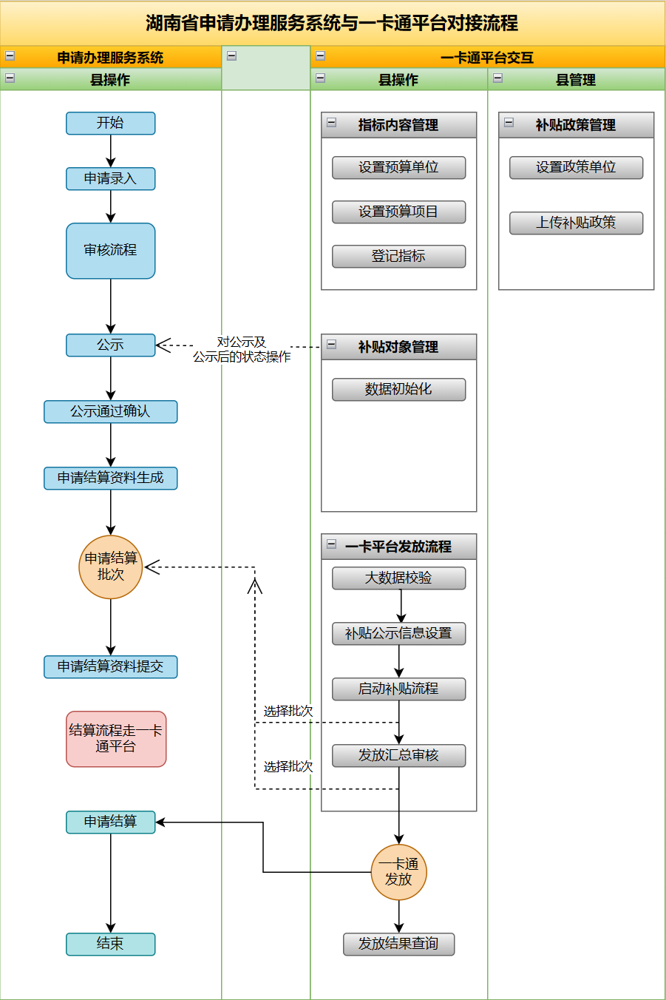 湖南省申请办理服务系统与一卡通平台对接流程
申请办理服务系统
一卡通平台交互
县操作
县操作
县管理
开始
申请录入
审核流程
公示
公示通过确认
申请结算资料生成
申请结算
批次
申请结算资料提交
结算流程走一卡
通平台
申请结算
结束
对公示及
公示后的状态操作
选择批次
选择批次
指标内容管理
设置预算单位
设置预算项目
登记指标
补贴对象管理
数据初始化
一卡平台发放流程
大数据校验
补贴公示信息设置
启动补贴流程
发放汇总审核
一卡通
发放
发放结果查询
补贴政策管理
设置政策单位
上传补贴政策